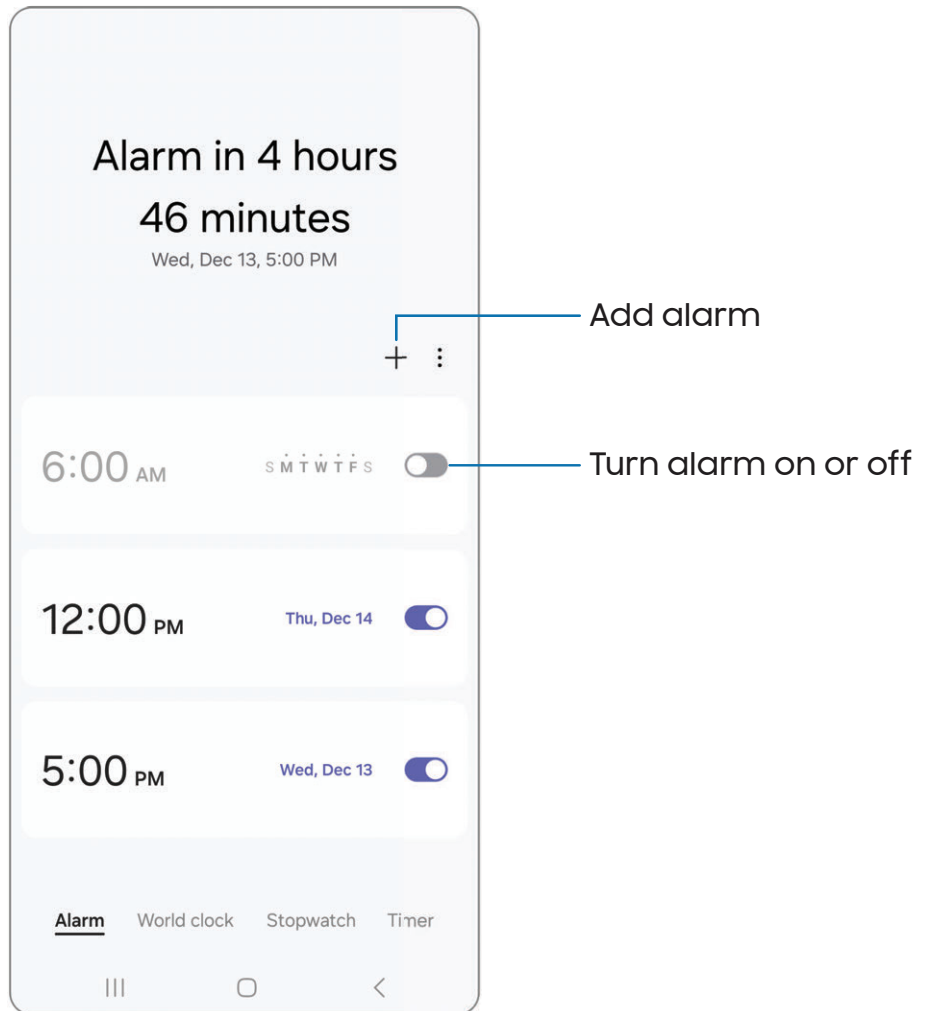 Alarm in 4 hours
46 minutes
Wed, Dec 13, 5:00 PM
Add alarm
6:00 AM S M T W T F S
Turn alarm on or off
12:00 PM Thu, Dec 14
5:00 PM Wed, Dec 13
Alarm World clock Stopwatch Timer